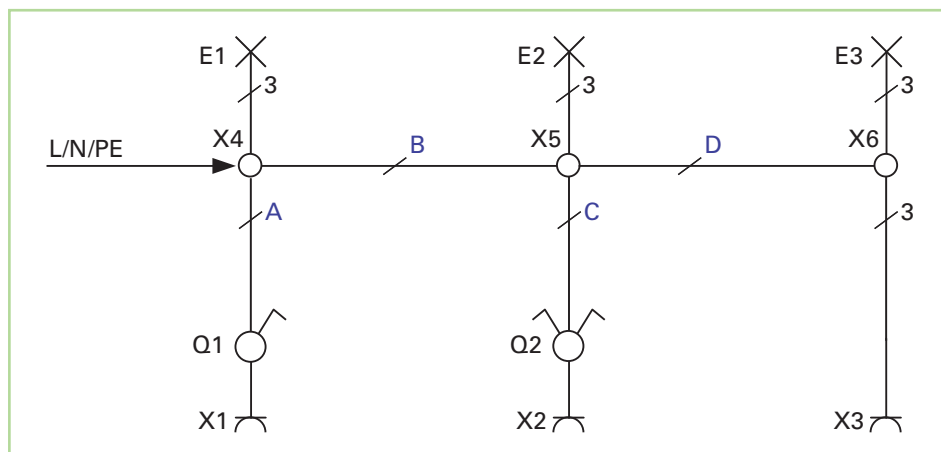 E1 E2 E3
3 3 3
X4 X5 X6
L/N/PE B D
A C 3
Q1 Q2
X1 X2 X3